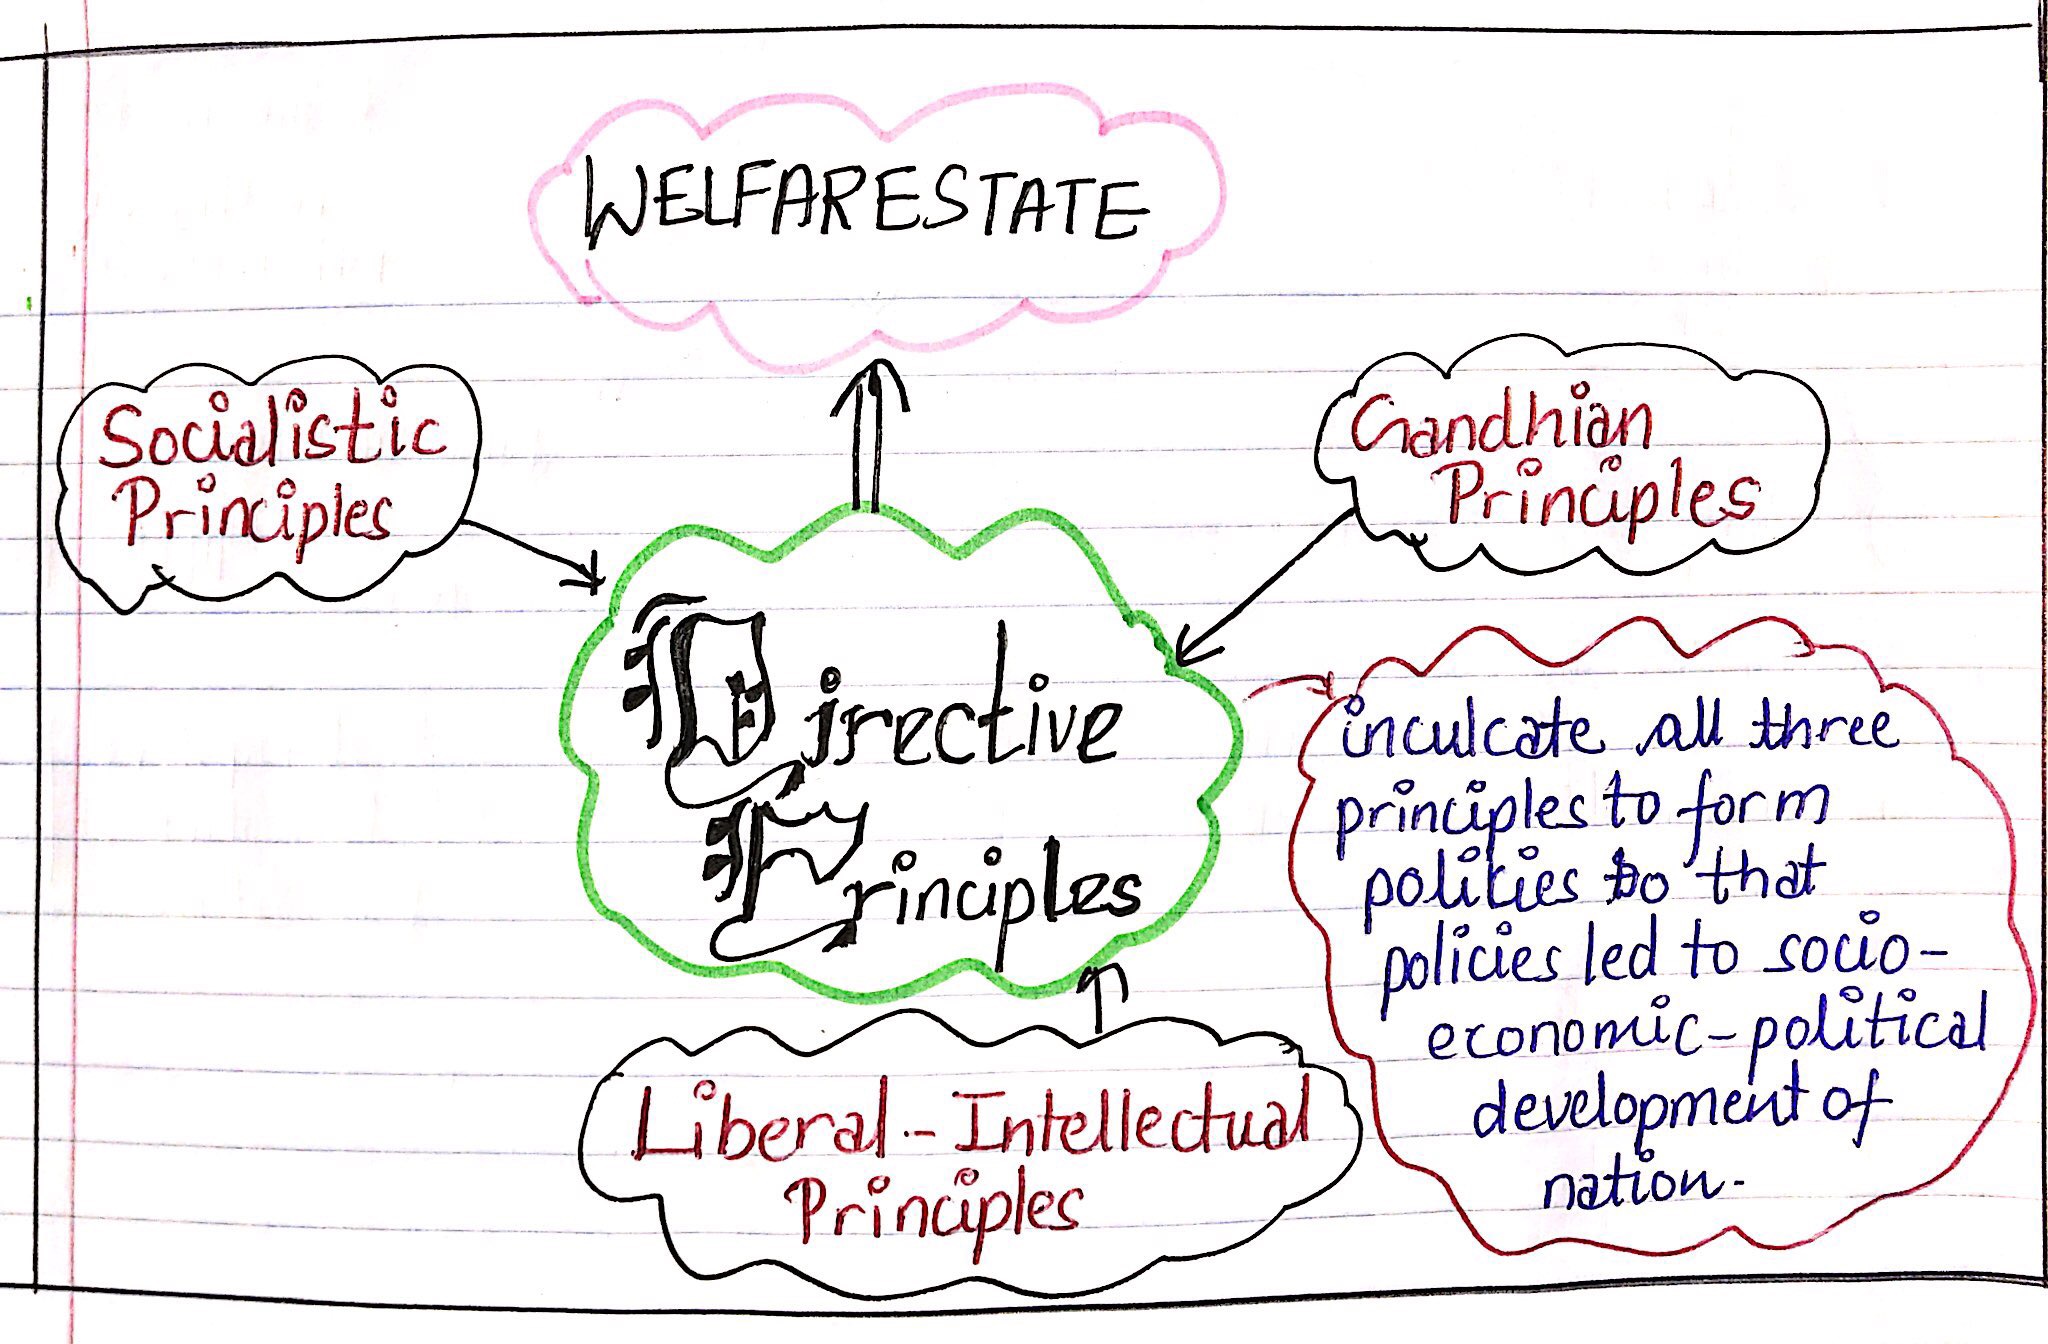 WELFARESTATE
Socialistic
Principles
Gandhian
Principles
Directive
Principles
inculcate all three
principles to form
policies so that
policies led to socio-
economic-political
development of
nation.
Liberal-Intellectual
Principles